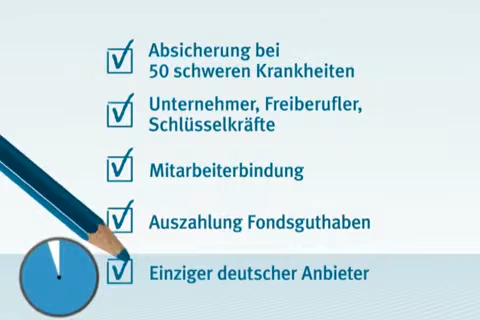 Absicherung bei
50 schweren Krankheiten
Unternehmer, Freiberufler,
Schlüsselkräfte
Mitarbeiterbindung
Auszahlung Fondsguthaben
Einziger deutscher Anbieter